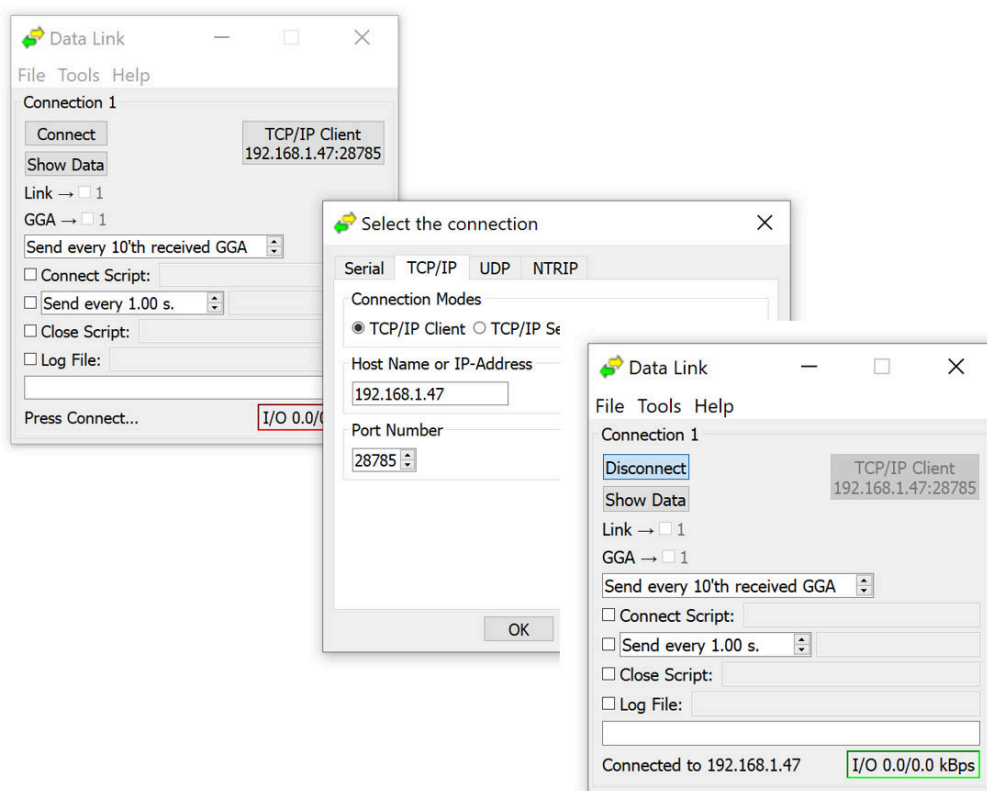 Data Link
File Tools Help
Connection 1
Connect
TCP/IP Client
192.168.1.47:28785
Show Data
Link → 1
GGA → 1
Send every 10'th received GGA
Connect Script:
Send every 1.00 s.
Close Script:
Log File:
Press Connect...
I/O 0.0/
Select the connection
Serial TCP/IP UDP NTRIP
Connection Modes
TCP/IP Client TCP/IP Se
Host Name or IP-Address
192.168.1.47
Port Number
28785
OK
Data Link
File Tools Help
Connection 1
Disconnect
TCP/IP Client
192.168.1.47:28785
Show Data
Link → 1
GGA → 1
Send every 10'th received GGA
Connect Script:
Send every 1.00 s.
Close Script:
Log File:
Connected to 192.168.1.47
I/O 0.0/0.0 kBps